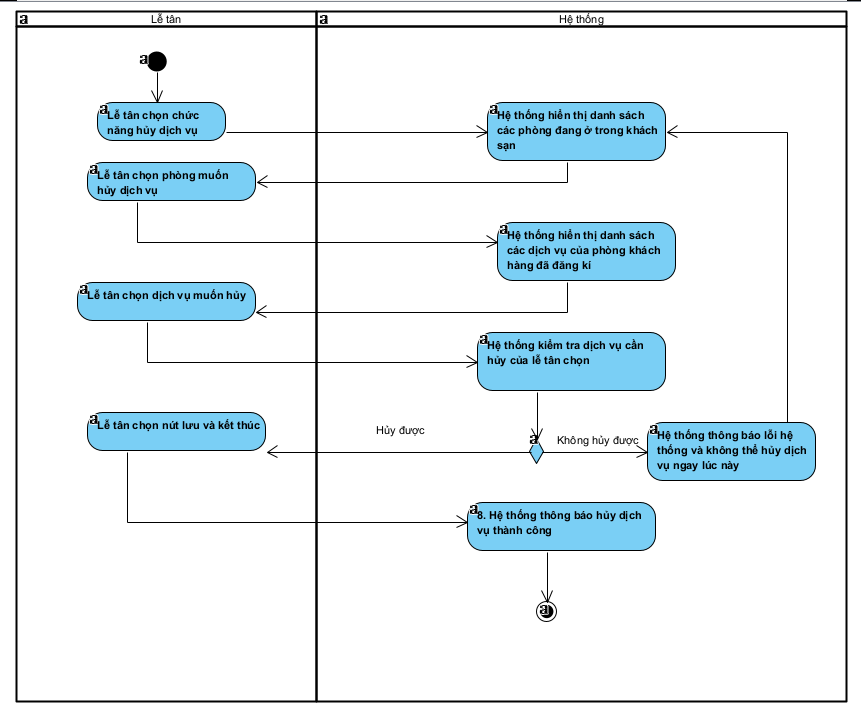 a Lễ tân
a Hệ thống
a
a Lễ tân chọn chức
năng hủy dịch vụ
a Hệ thống hiển thị danh sách
các phòng đang ở trong khách
sạn
a Lễ tân chọn phòng muốn
hủy dịch vụ
a Hệ thống hiển thị danh sách
các dịch vụ của phòng khách
hàng đã đăng kí
a Lễ tân chọn dịch vụ muốn hủy
a Hệ thống kiểm tra dịch vụ cần
hủy của lễ tân chọn
a Lễ tân chọn nút lưu và kết thúc
Hủy được
a
Không hủy được
a Hệ thống thông báo lỗi hệ
thống và không thể hủy dịch
vụ ngay lúc này
a 8. Hệ thống thông báo hủy dịch
vụ thành công
a